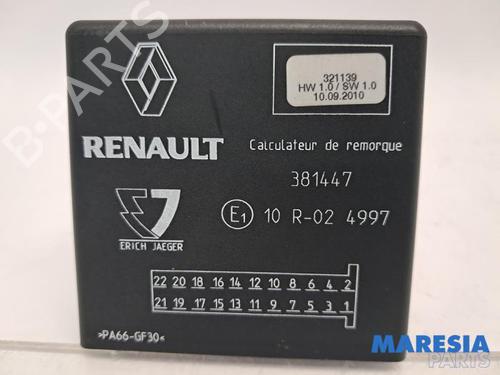 321139
HW 1.0 / SW 1.0
10.09.2010
RENAULT
Calculateur de remorque
381447
E1 10 R-02 4997
ERICH JAEGER
22 20 18 16 14 12 10 8 6 4 2
21 19 17 15 13 11 9 7 5 3 1
>PA66-GF30<
B-PARTS
MARESIA
PARTS